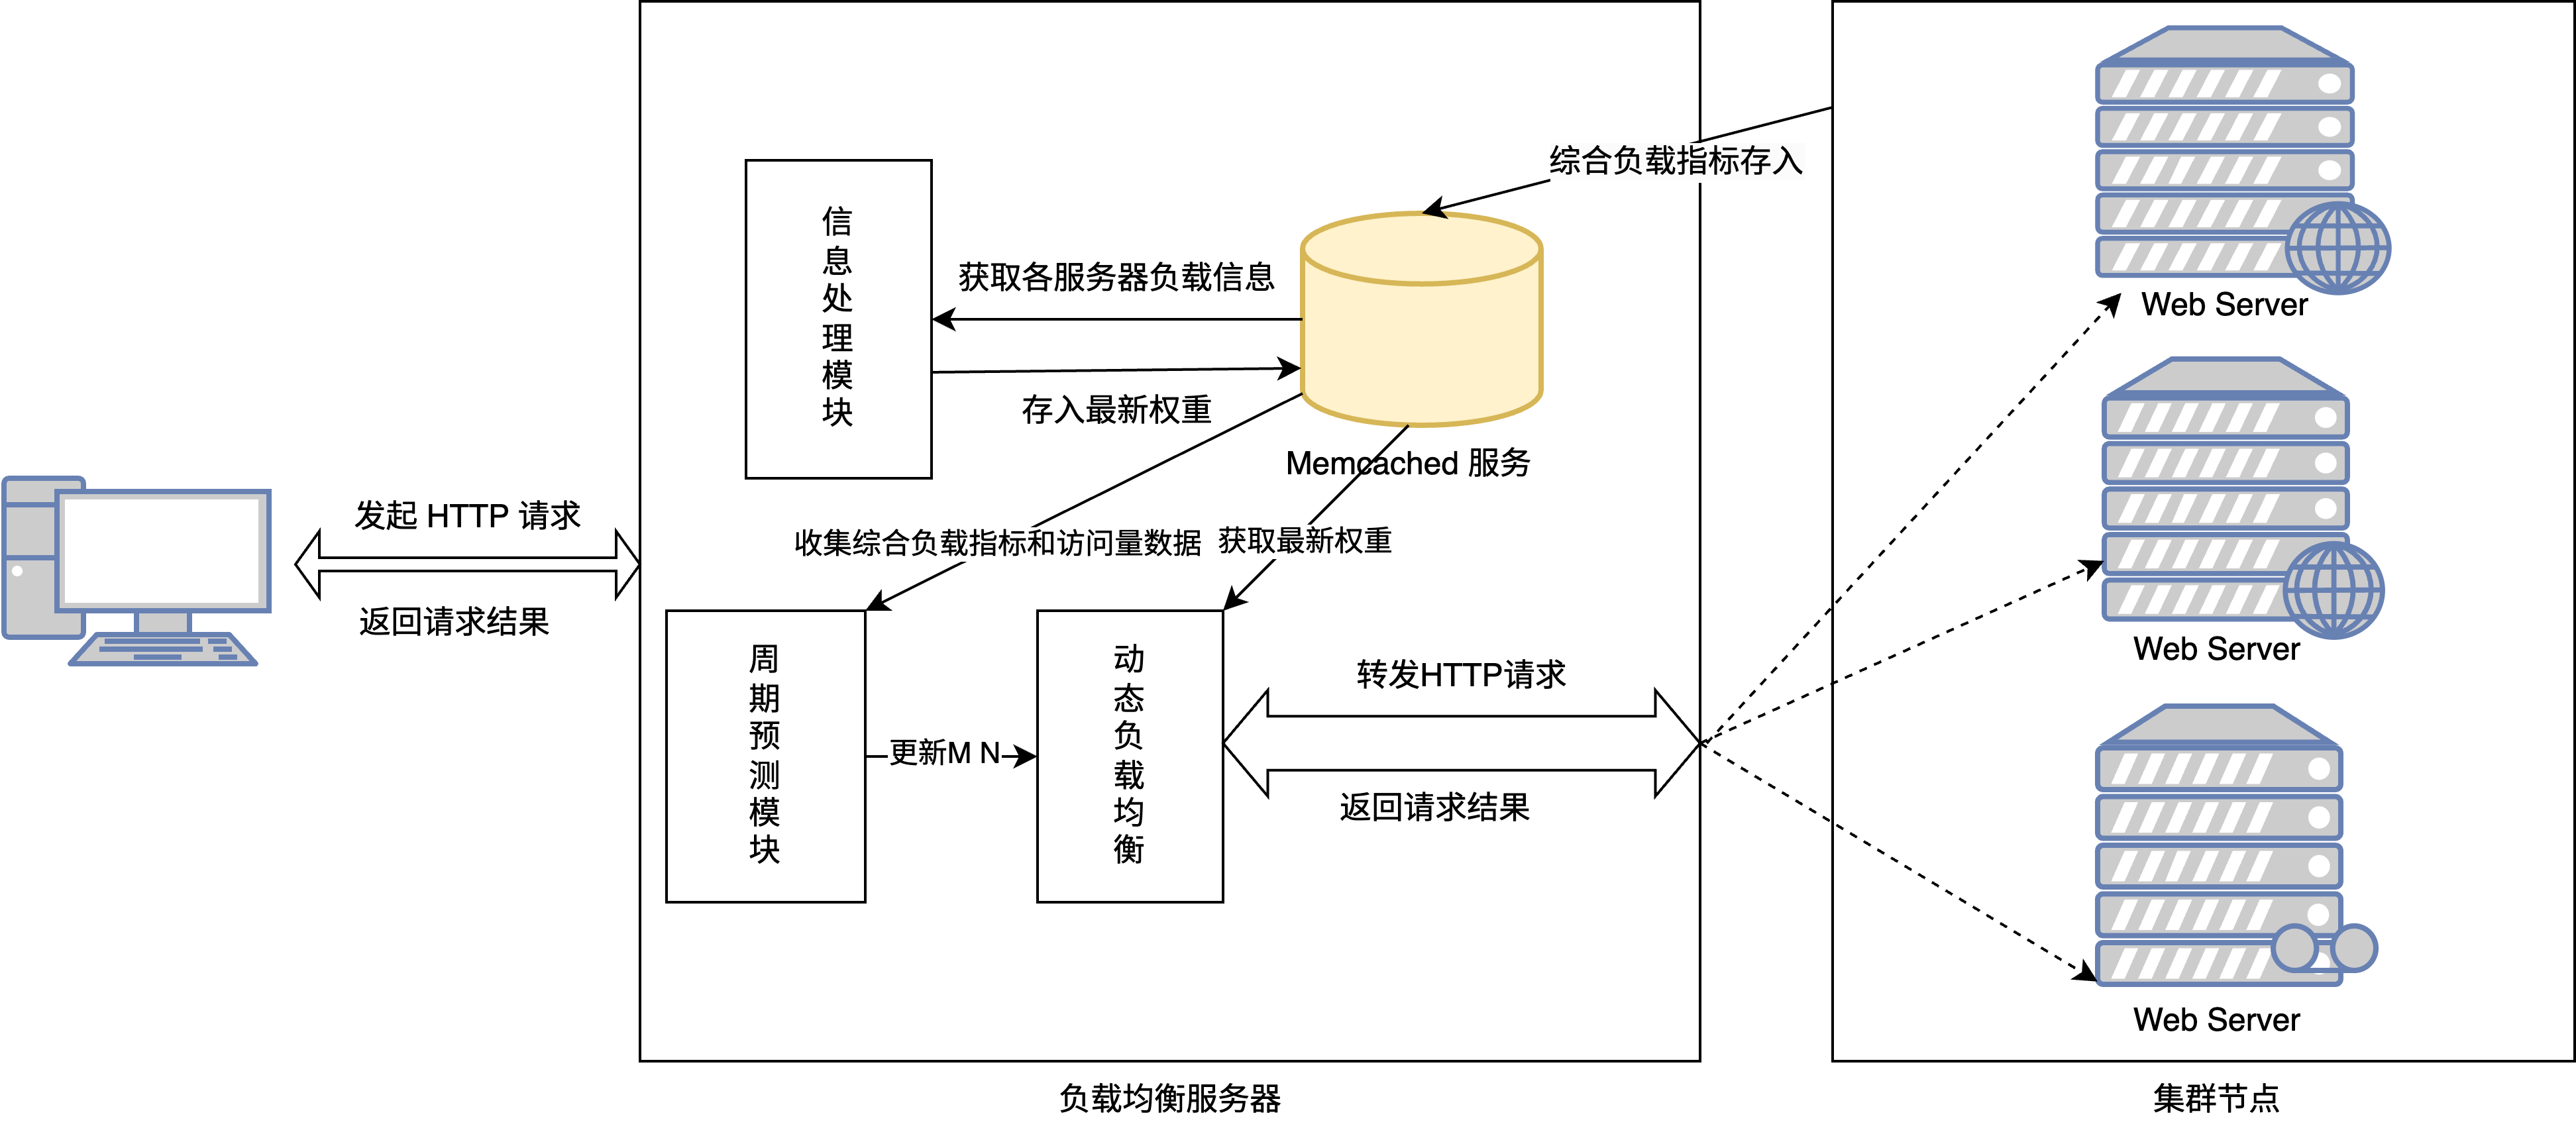 综合负载指标存入
信息处理模块
获取各服务器负载信息
存入最新权重
Memcached 服务
Web Server
发起 HTTP 请求
返回请求结果
收集综合负载指标和访问量数据
获取最新权重
周期预测模块
更新M N
动态负载均衡
转发HTTP请求
返回请求结果
Web Server
Web Server
负载均衡服务器
集群节点